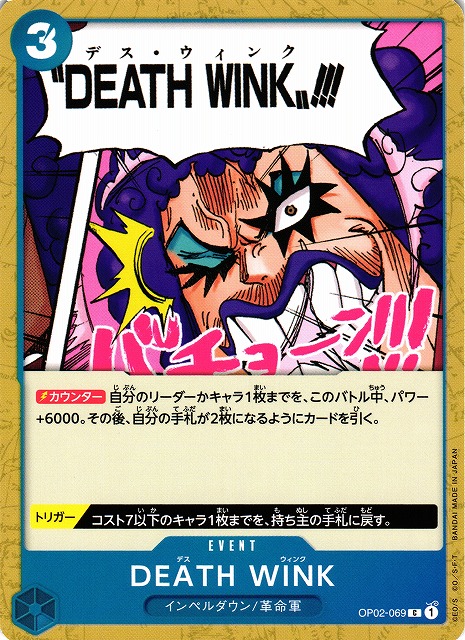 3
デス・ウィンク
"DEATH WINK"!!!
バチョーン!!!
カウンター 自分のリーダーかキャラ1枚までを、このバトル中、パワー
+6000。その後、自分の手札が2枚になるようにカードを引く。
トリガー コスト7以下のキャラ1枚までを、持ち主の手札に戻す。
EVENT
デス ウィンク
DEATH WINK
インペルダウン/革命軍
OP02-069 C 1
©E.O/S. ©O/S・F・T. BANDAI MADE IN JAPAN